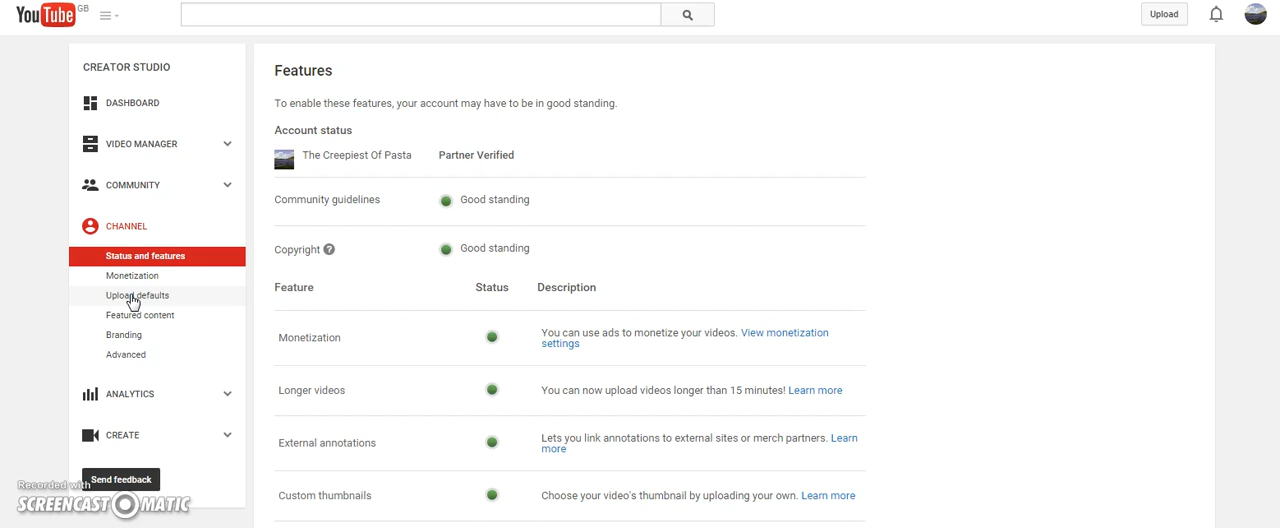 YouTube GB
Upload
CREATOR STUDIO
DASHBOARD
VIDEO MANAGER
COMMUNITY
CHANNEL
Status and features
Monetization
Upload defaults
Featured content
Branding
Advanced
ANALYTICS
CREATE
Send feedback
Recorded with
SCREENCAST-O-MATIC
Features
To enable these features, your account may have to be in good standing.
Account status
The Creepiest Of Pasta Partner Verified
Community guidelines Good standing
Copyright ? Good standing
Feature Status Description
Monetization You can use ads to monetize your videos. View monetization
settings
Longer videos You can now upload videos longer than 15 minutes! Learn more
External annotations Lets you link annotations to external sites or merch partners. Learn
more
Custom thumbnails Choose your video's thumbnail by uploading your own. Learn more